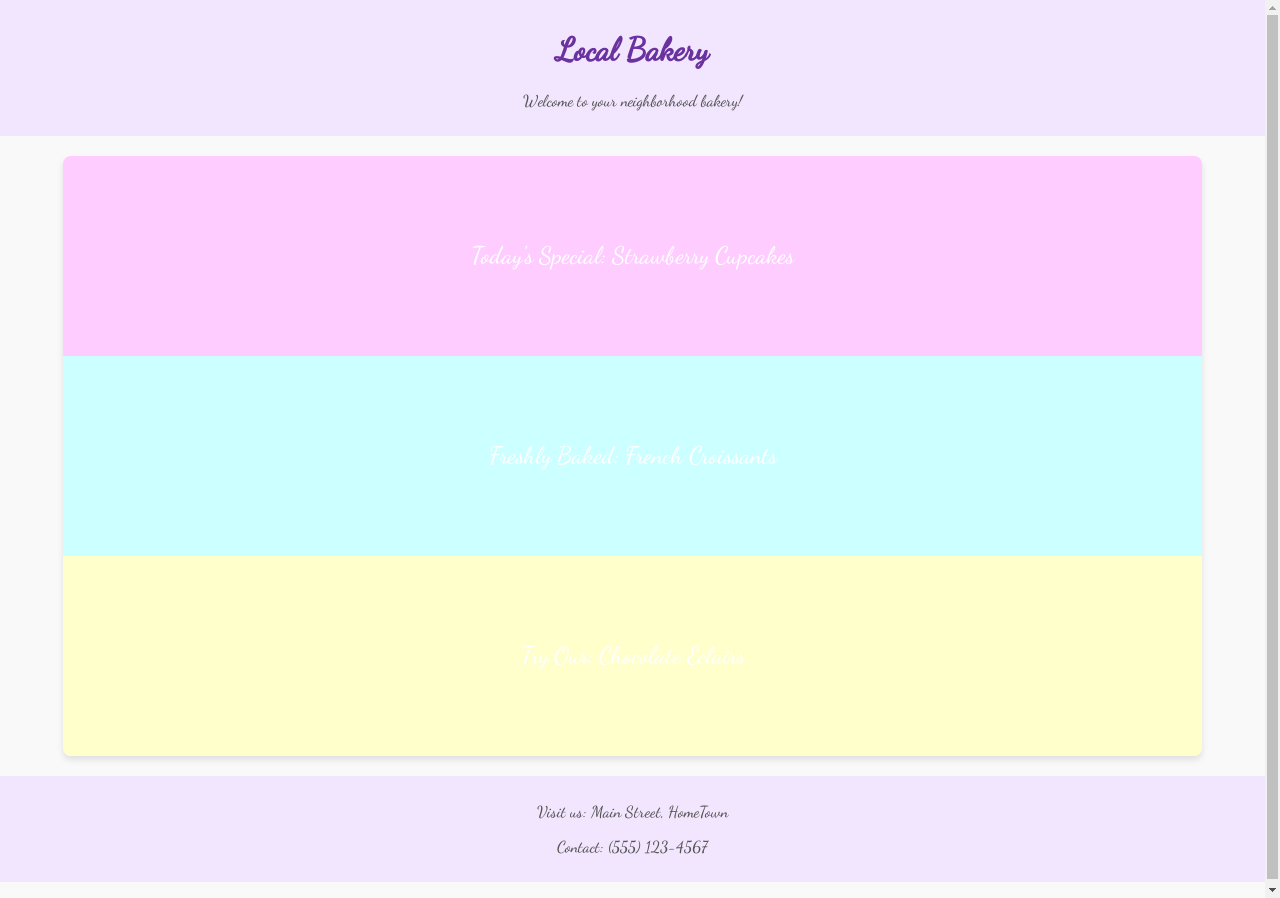 Local Bakery
Welcome to your neighborhood bakery!
Today's Special: Strawberry Cupcakes
Freshly Baked: French Croissants
Try Our: Chocolate Eclairs
Visit us: Main Street, HomeTown
Contact: (555) 123-4567